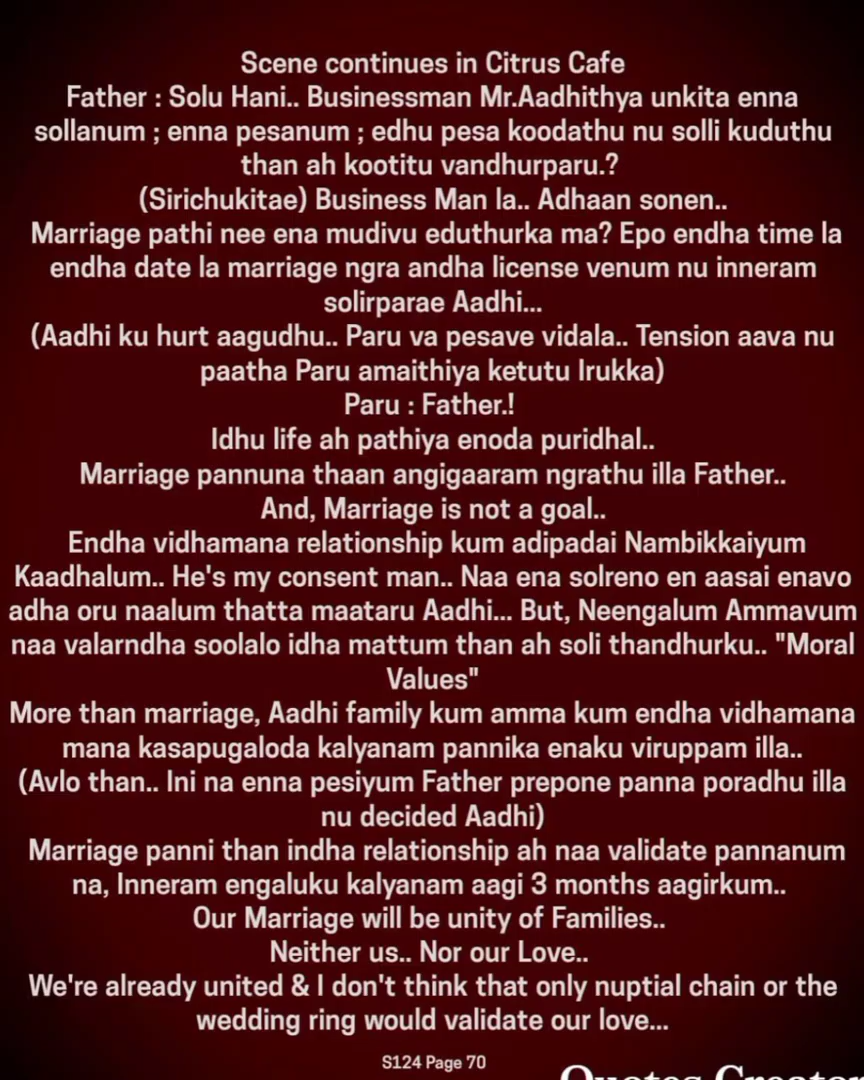 Scene continues in Citrus Cafe
Father : Solu Hani.. Businessman Mr.Aadhithya unkita enna
sollanum ; enna pesanum ; edhu pesa koodathu nu solli kuduthu
than ah kootitu vandhurparu.?
(Sirichukitae) Business Man la.. Adhaan sonen..
Marriage pathi nee ena mudivu eduthurka ma? Epo endha time la
endha date la marriage ngra andha license venum nu inneram
solirparae Aadhi...
(Aadhi ku hurt aagudhu.. Paru va pesave vidala.. Tension aava nu
paatha Paru amaithiya ketutu Irukka)
Paru : Father.!
Idhu life ah pathiya enoda puridhal..
Marriage pannuna thaan angigaaram ngrathu illa Father..
And, Marriage is not a goal..
Endha vidhamana relationship kum adipadai Nambikkaiyum
Kaadhalum.. He's my consent man.. Naa ena solreno en aasai enavo
adha oru naalum thatta maataru Aadhi... But, Neengalum Ammavum
naa valarndha soolalo idha mattum than ah soli thandhurku.. "Moral
Values"
More than marriage, Aadhi family kum amma kum endha vidhamana
mana kasapugaloda kalyanam pannika enaku viruppam illa..
(Avlo than.. Ini na enna pesiyum Father prepone panna poradhu illa
nu decided Aadhi)
Marriage panni than indha relationship ah naa validate pannanum
na, Inneram engaluku kalyanam aagi 3 months aagirkum..
Our Marriage will be unity of Families..
Neither us.. Nor our Love..
We're already united & I don't think that only nuptial chain or the
wedding ring would validate our love...
S124 Page 70
Quotes Creator